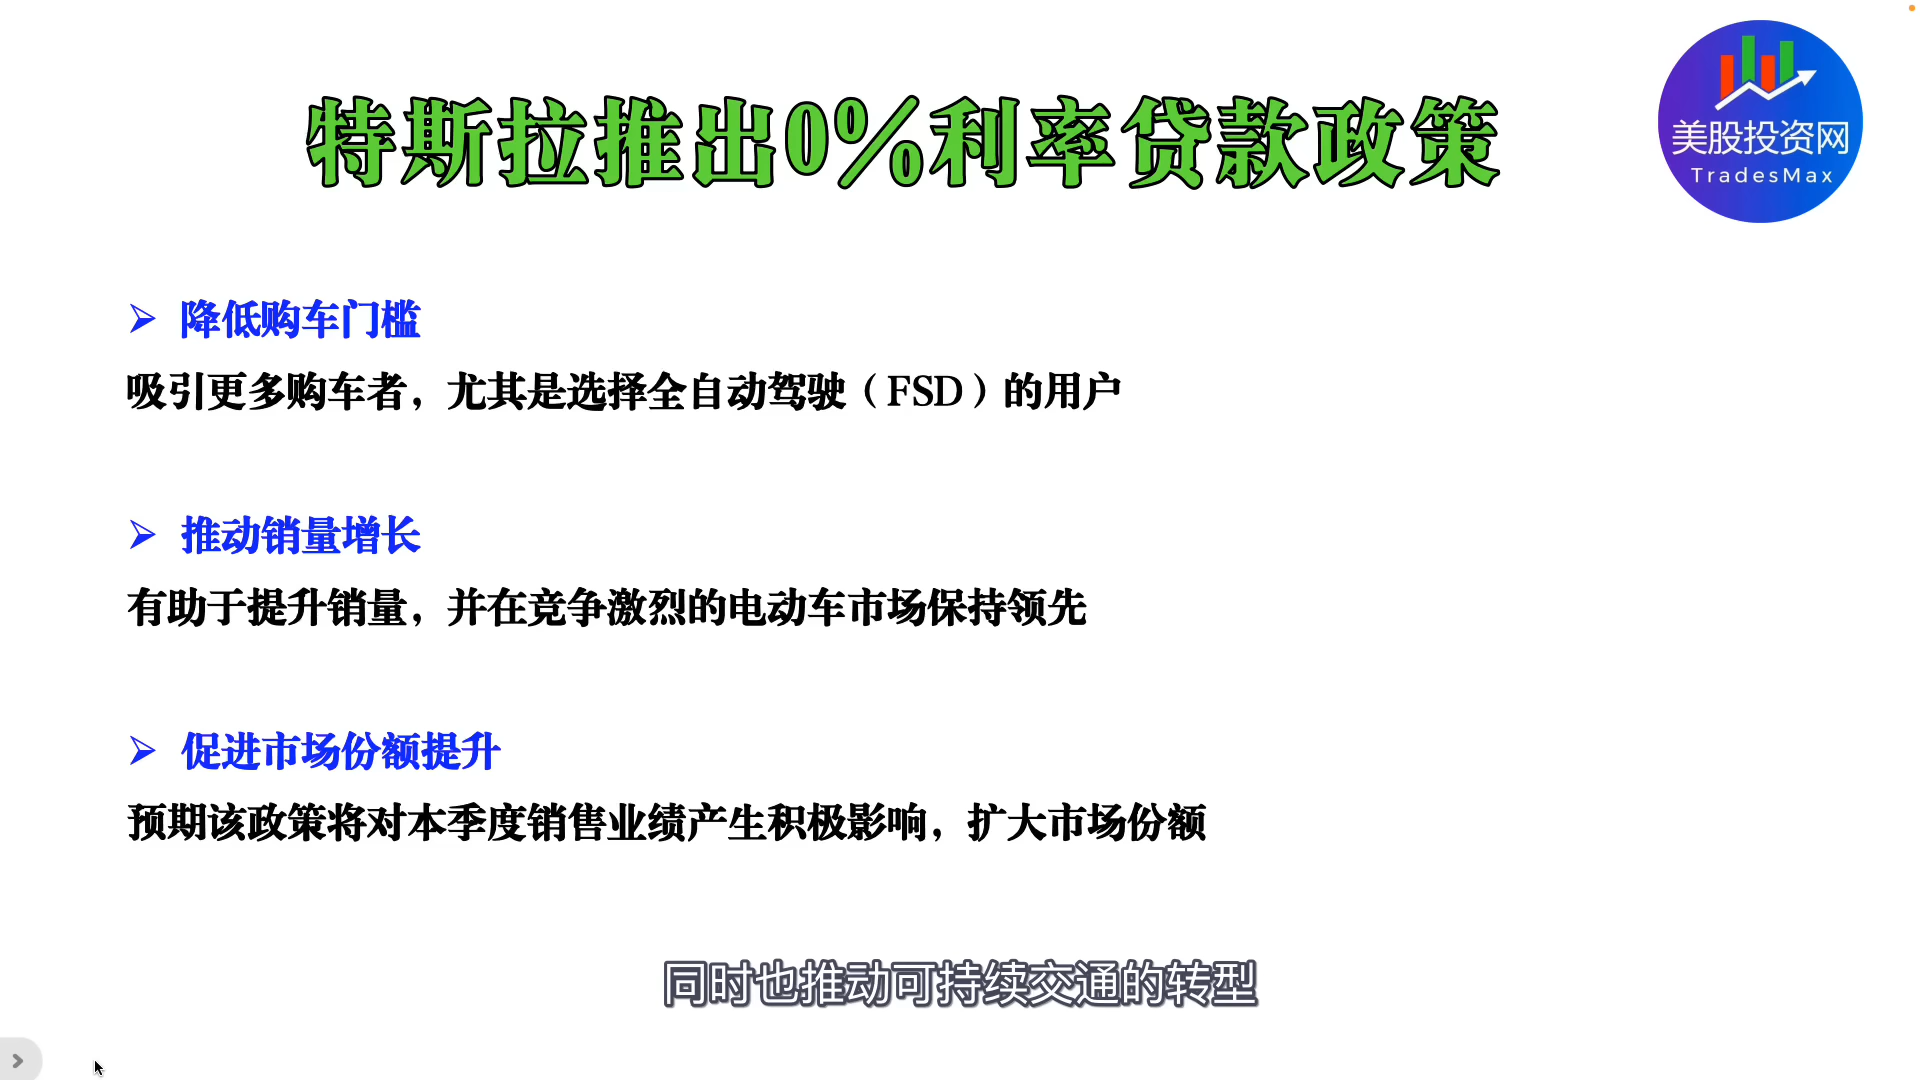 特斯拉推出0%利率贷款政策
美股投资网
TradesMax
降低购车门槛
吸引更多购车者，尤其是选择全自动驾驶（FSD）的用户
推动销量增长
有助于提升销量，并在竞争激烈的电动车市场保持领先
促进市场份额提升
预期该政策将对本季度销售业绩产生积极影响，扩大市场份额
同时也推动可持续交通的转型